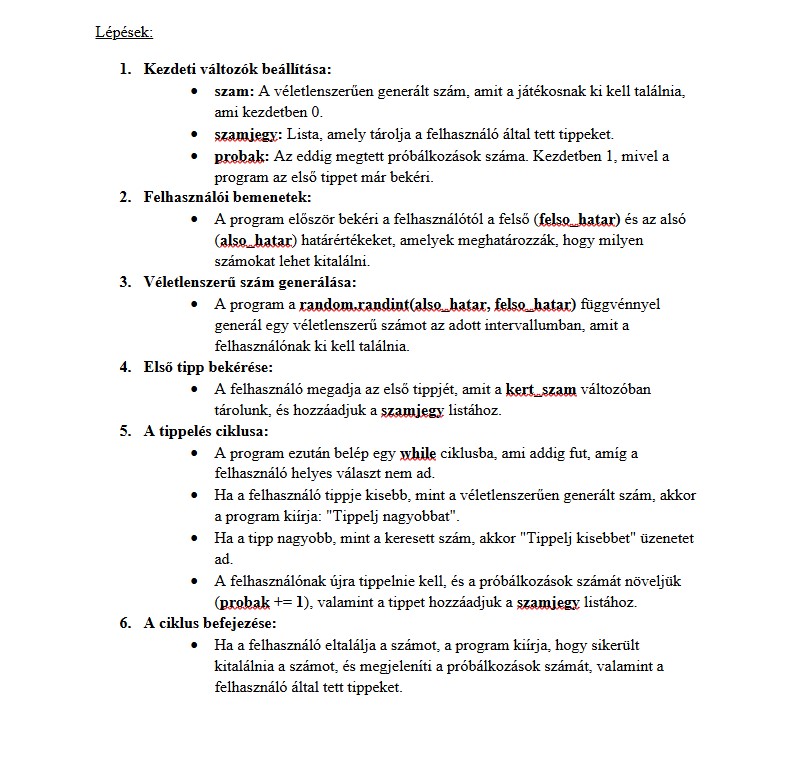 Lépések:
1. Kezdeti változók beállítása:
• szam: A véletlenszerűen generált szám, amit a játékosnak ki kell találnia,
ami kezdetben 0.
• szamjegy: Lista, amely tárolja a felhasználó által tett tippeket.
• probak: Az eddig megtett próbálkozások száma. Kezdetben 1, mivel a
program az első tippet már bekéri.
2. Felhasználói bemenetek:
• A program először bekéri a felhasználótól a felső (felso_hatar) és az alsó
(also_hatar) határértékeket, amelyek meghatározzák, hogy milyen
számokat lehet kitalálni.
3. Véletlenszerű szám generálása:
• A program a random.randint(also_hatar, felso_hatar) függvénnyel
generál egy véletlenszerű számot az adott intervallumban, amit a
felhasználónak ki kell találnia.
4. Első tipp bekérése:
• A felhasználó megadja az első tippjét, amit a kert_szam változóban
tárolunk, és hozzáadjuk a szamjegy listához.
5. A tippelés ciklusa:
• A program ezután belép egy while ciklusba, ami addig fut, amíg a
felhasználó helyes választ nem ad.
• Ha a felhasználó tippje kisebb, mint a véletlenszerűen generált szám, akkor
a program kiírja: "Tippelj nagyobbat".
• Ha a tipp nagyobb, mint a keresett szám, akkor "Tippelj kisebbet" üzenetet
ad.
• A felhasználónak újra tippelnie kell, és a próbálkozások számát növeljük
(probak += 1), valamint a tippet hozzáadjuk a szamjegy listához.
6. A ciklus befejezése:
• Ha a felhasználó eltalálja a számot, a program kiírja, hogy sikerült
kitalálnia a számot, és megjeleníti a próbálkozások számát, valamint a
felhasználó által tett tippeket.